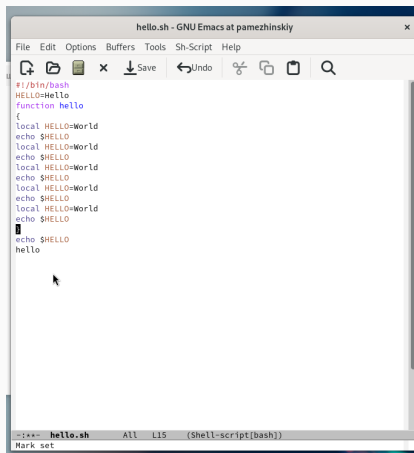 hello.sh - GNU Emacs at pamezhinskiy ×
File Edit Options Buffers Tools Sh-Script Help
Save Undo
#!/bin/bash
HELLO=Hello
function hello
{
local HELLO=World
echo $HELLO
local HELLO=World
echo $HELLO
local HELLO=World
echo $HELLO
local HELLO=World
echo $HELLO
local HELLO=World
echo $HELLO
}
echo $HELLO
hello
-:**- hello.sh All L15 (Shell-script[bash])
Mark set